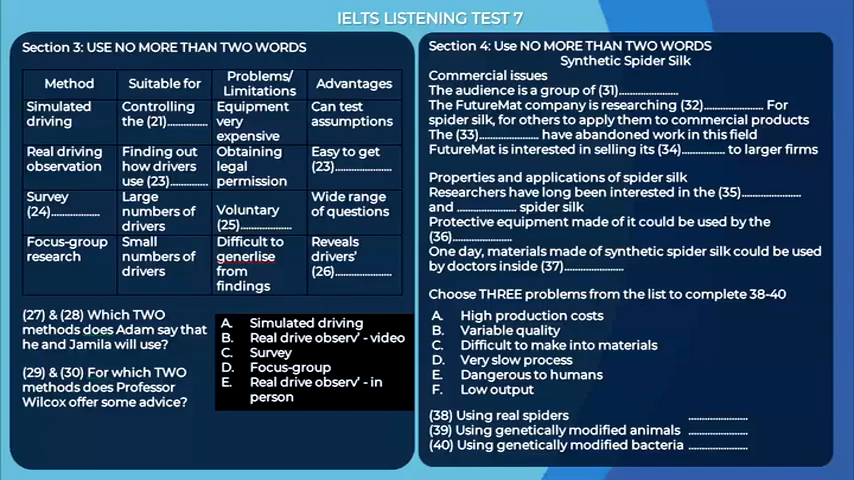 IELTS LISTENING TEST 7
Section 3: USE NO MORE THAN TWO WORDS
Method Suitable for Problems/ Limitations Advantages
Simulated driving
Controlling the (21)...............
Equipment very expensive
Can test assumptions
Real driving observation
Finding out how drivers use (23)..............
Obtaining legal permission
Easy to get (23)....................
Survey (24).................
Large numbers of drivers
Voluntary (25)..................
Wide range of questions
Focus-group research
Small numbers of drivers
Difficult to generlise from findings
Reveals drivers' (26)....................
(27) & (28) Which TWO
methods does Adam say that
he and Jamila will use?
(29) & (30) For which TWO
methods does Professor
Wilcox offer some advice?
A. Simulated driving
B. Real drive observ' - video
C. Survey
D. Focus-group
E. Real drive observ' - in
person
Section 4: Use NO MORE THAN TWO WORDS
Synthetic Spider Silk
Commercial issues
The audience is a group of (31)....................
The FutureMat company is researching (32).................... For
spider silk, for others to apply them to commercial products
The (33).................... have abandoned work in this field
FutureMat is interested in selling its (34)............... to larger firms
Properties and applications of spider silk
Researchers have long been interested in the (35)....................
and .................... spider silk
Protective equipment made of it could be used by the
(36)....................
One day, materials made of synthetic spider silk could be used
by doctors inside (37)....................
Choose THREE problems from the list to complete 38-40
A. High production costs
B. Variable quality
C. Difficult to make into materials
D. Very slow process
E. Dangerous to humans
F. Low output
(38) Using real spiders ....................
(39) Using genetically modified animals ....................
(40) Using genetically modified bacteria ....................